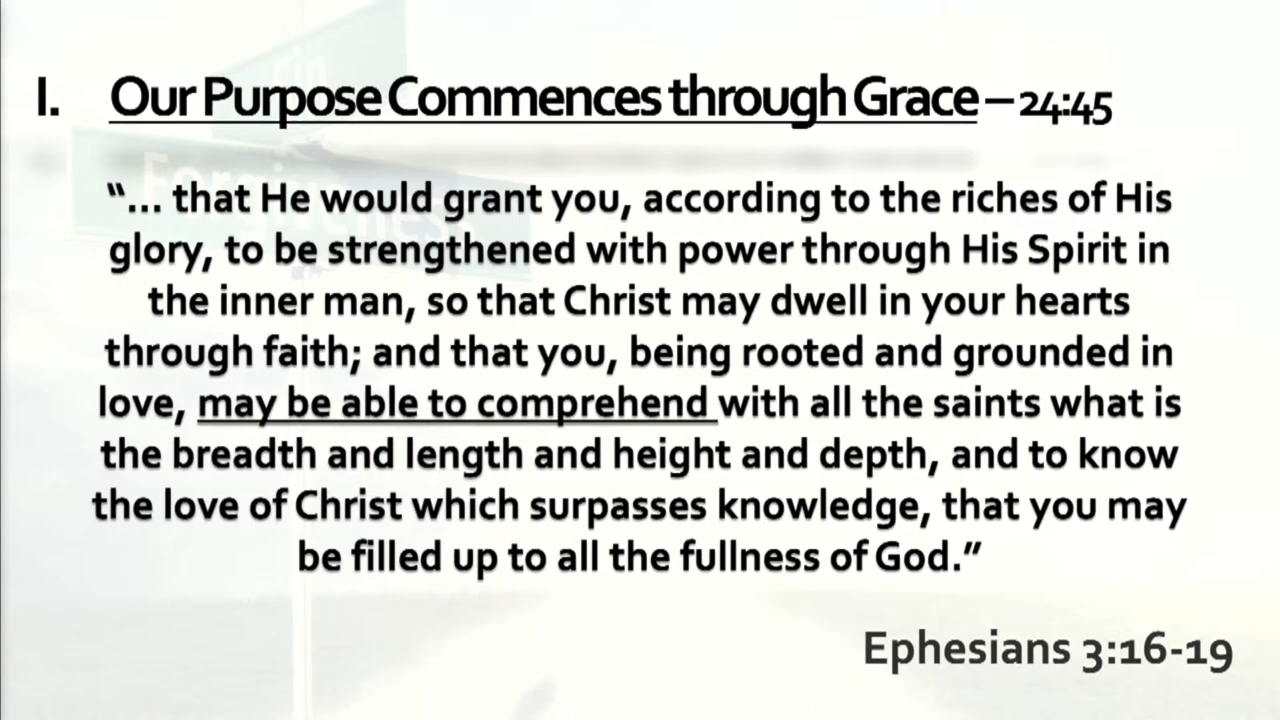 I. Our Purpose Commences through Grace – 24:45
“... that He would grant you, according to the riches of His
glory, to be strengthened with power through His Spirit in
the inner man, so that Christ may dwell in your hearts
through faith; and that you, being rooted and grounded in
love, may be able to comprehend with all the saints what is
the breadth and length and height and depth, and to know
the love of Christ which surpasses knowledge, that you may
be filled up to all the fullness of God.”
Ephesians 3:16-19